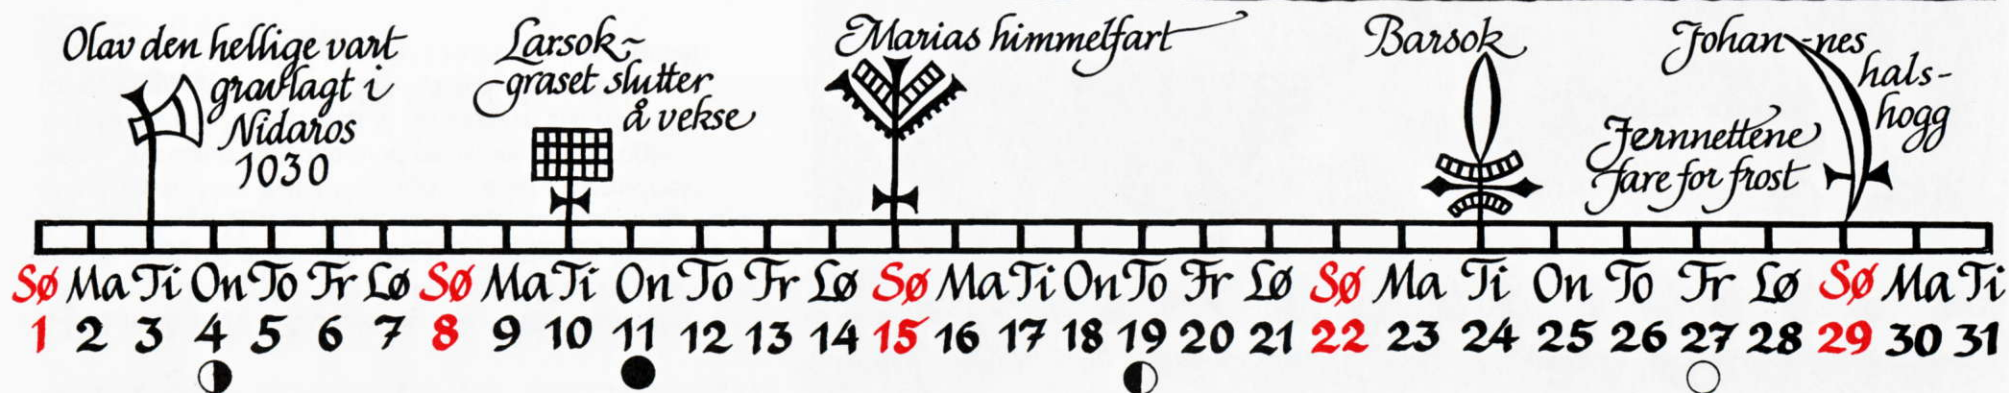 Olav den hellige vart
gravlagt i
Nidaros
1030
Larsok~
graset slutter
å vekse
Marias himmelfart
Barsok
Johan-nes
hals-
hogg
Jernnettene
fare for frost
Sø Ma Ti On To Fr Lø Sø Ma Ti On To Fr Lø Sø Ma Ti On To Fr Lø Sø Ma Ti On To Fr Lø Sø Ma Ti
1 2 3 4 5 6 7 8 9 10 11 12 13 14 15 16 17 18 19 20 21 22 23 24 25 26 27 28 29 30 31